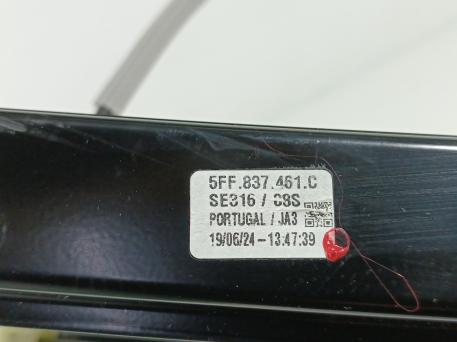 5FF.837.461.C
SE316 / C8S
PORTUGAL / JA3
19/06/24-13:47:39